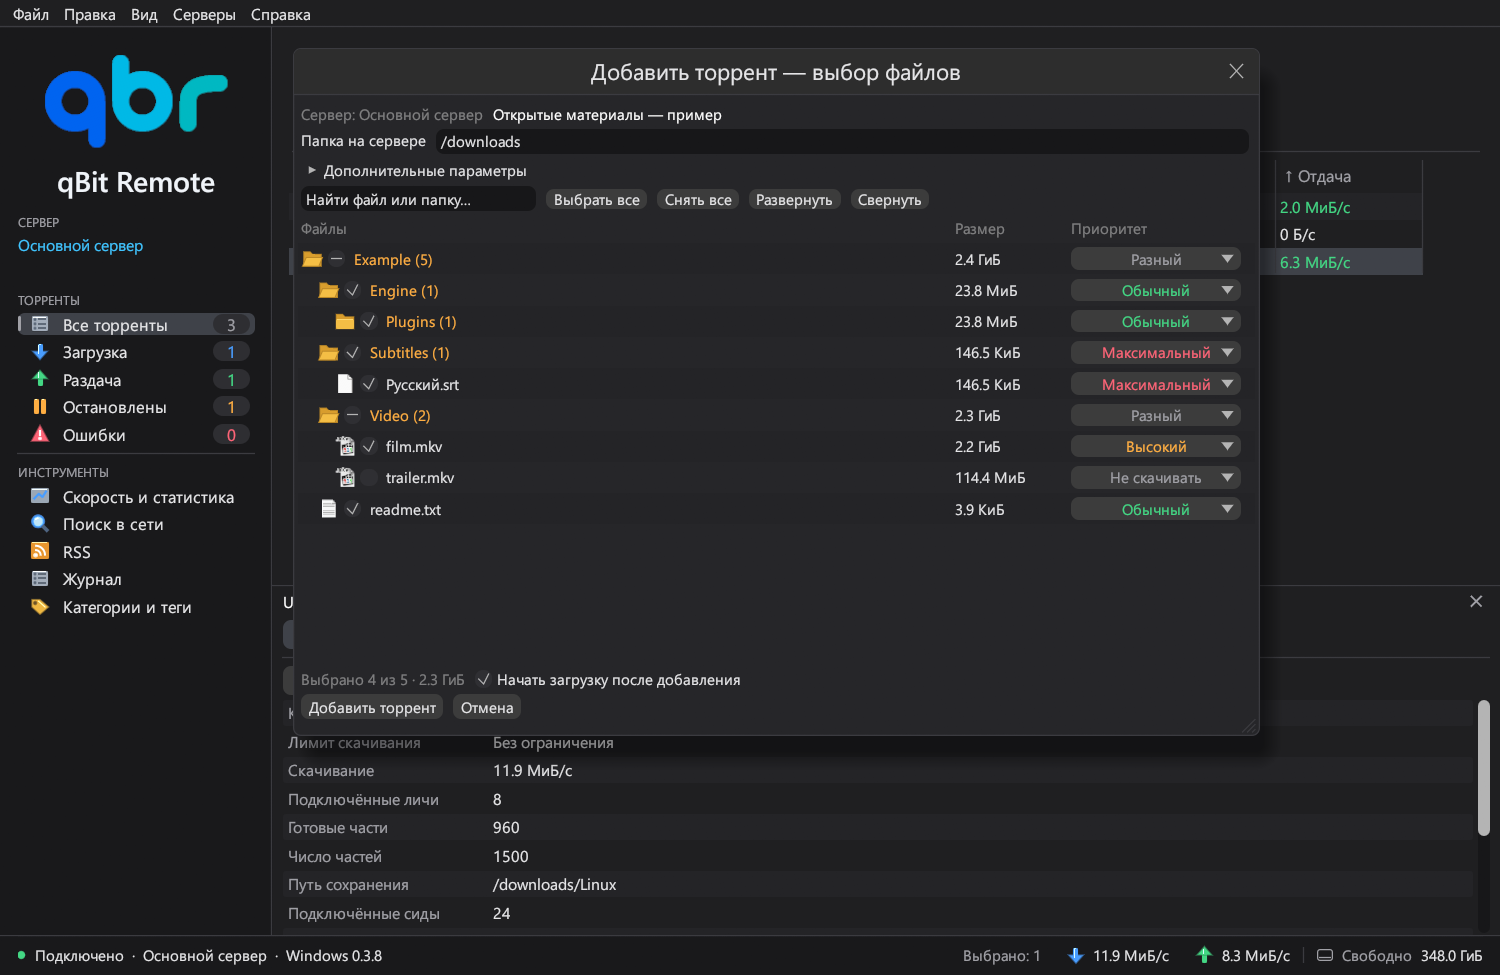 Файл Правка Вид Серверы Справка
qbr
qBit Remote
СЕРВЕР
Основной сервер
ТОРРЕНТЫ
Все торренты 3
Загрузка 1
Раздача 1
Остановлены 1
Ошибки 0
ИНСТРУМЕНТЫ
Скорость и статистика
Поиск в сети
RSS
Журнал
Категории и теги
Добавить торрент — выбор файлов
Сервер: Основной сервер Открытые материалы — пример
Папка на сервере /downloads
Дополнительные параметры
Найти файл или папку... Выбрать все Снять все Развернуть Свернуть
Файлы Размер Приоритет
Example (5) 2.4 ГиБ Разный
Engine (1) 23.8 МиБ Обычный
Plugins (1) 23.8 МиБ Обычный
Subtitles (1) 146.5 КиБ Максимальный
Русский.srt 146.5 КиБ Максимальный
Video (2) 2.3 ГиБ Разный
film.mkv 2.2 ГиБ Высокий
trailer.mkv 114.4 МиБ Не скачивать
readme.txt 3.9 КиБ Обычный
Выбрано 4 из 5 · 2.3 ГиБ Начать загрузку после добавления
Добавить торрент Отмена
↑ Отдача
2.0 МиБ/с
0 Б/с
6.3 МиБ/с
Лимит скачивания Без ограничения
Скачивание 11.9 МиБ/с
Подключённые личи 8
Готовые части 960
Число частей 1500
Путь сохранения /downloads/Linux
Подключённые сиды 24
Подключено · Основной сервер · Windows 0.3.8
Выбрано: 1 11.9 МиБ/с 8.3 МиБ/с Свободно 348.0 ГиБ